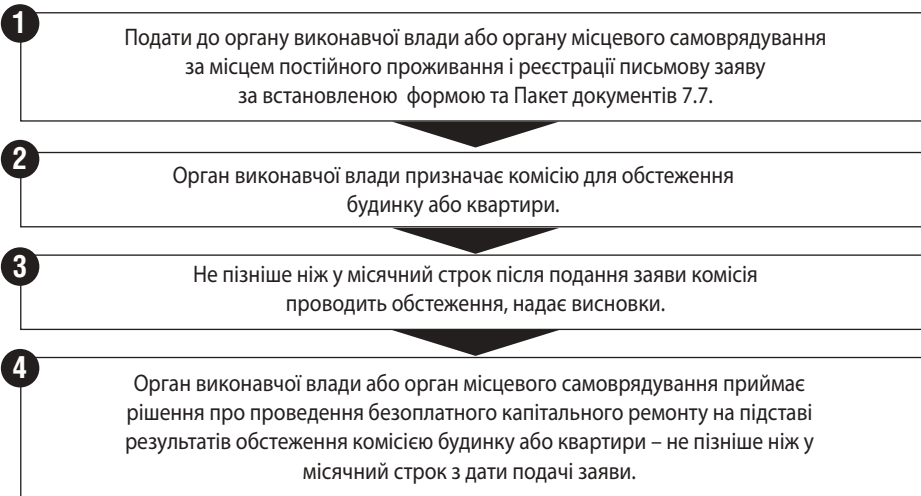 1
Подати до органу виконавчої влади або органу місцевого самоврядування
за місцем постійного проживання і реєстрації письмову заяву
за встановленою формою та Пакет документів 7.7.
2
Орган виконавчої влади призначає комісію для обстеження
будинку або квартири.
3
Не пізніше ніж у місячний строк після подання заяви комісія
проводить обстеження, надає висновки.
4
Орган виконавчої влади або орган місцевого самоврядування приймає
рішення про проведення безоплатного капітального ремонту на підставі
результатів обстеження комісією будинку або квартири – не пізніше ніж у
місячний строк з дати подачі заяви.